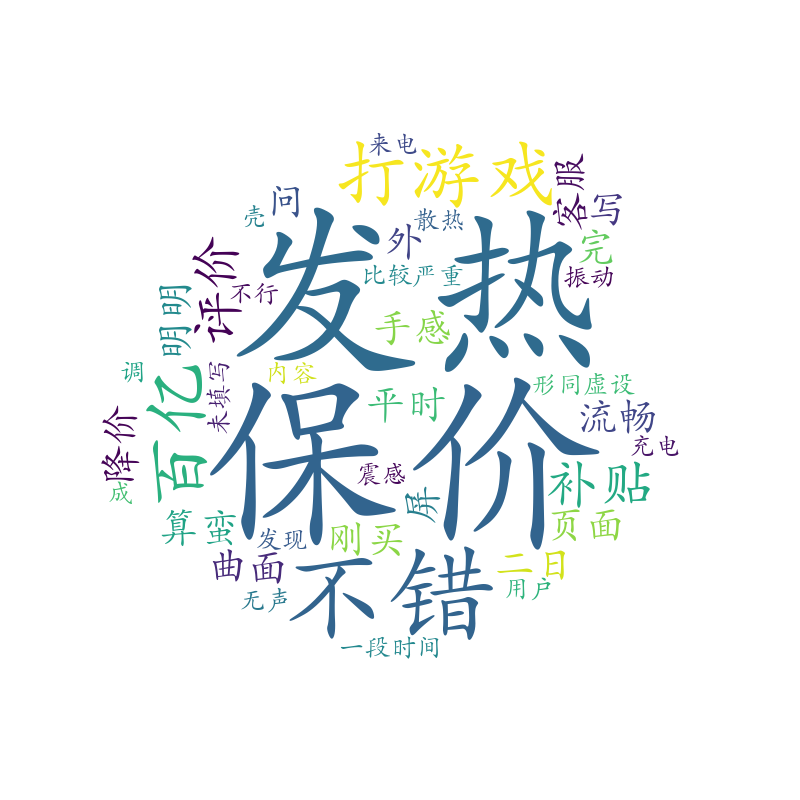 来电
打游戏
客服
壳
问
散热
写
发热
外
完
评价
比较严重
振动
不行
明明
手感
调
未填写
内容
形同虚设
百亿
平时
流畅
降价
保价
充电
成
震感
屏
补贴
算蛮
发现
刚买
页面
曲面
不错
二日
无声
用户
一段时间